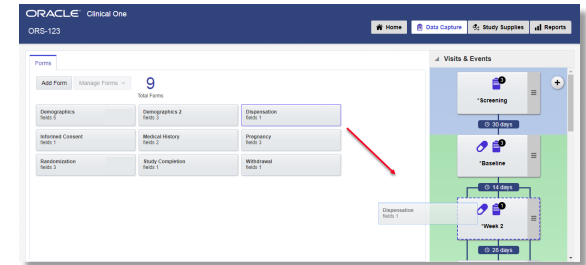 ORACLE Clinical One
ORS-123
Home
Data Capture
Study Supplies
Reports
Forms
Add Form
Manage Forms
9
Total Forms
Demographics
fields 5
Demographics 2
fields 3
Dispensation
fields 1
Informed Consent
fields 1
Medical History
fields 2
Pregnancy
fields 3
Randomization
fields 3
Study Completion
fields 1
Withdrawal
fields 1
Dispensation
fields 1
Visits & Events
*Screening
30 days
*Baseline
14 days
1
*Week 2
28 days